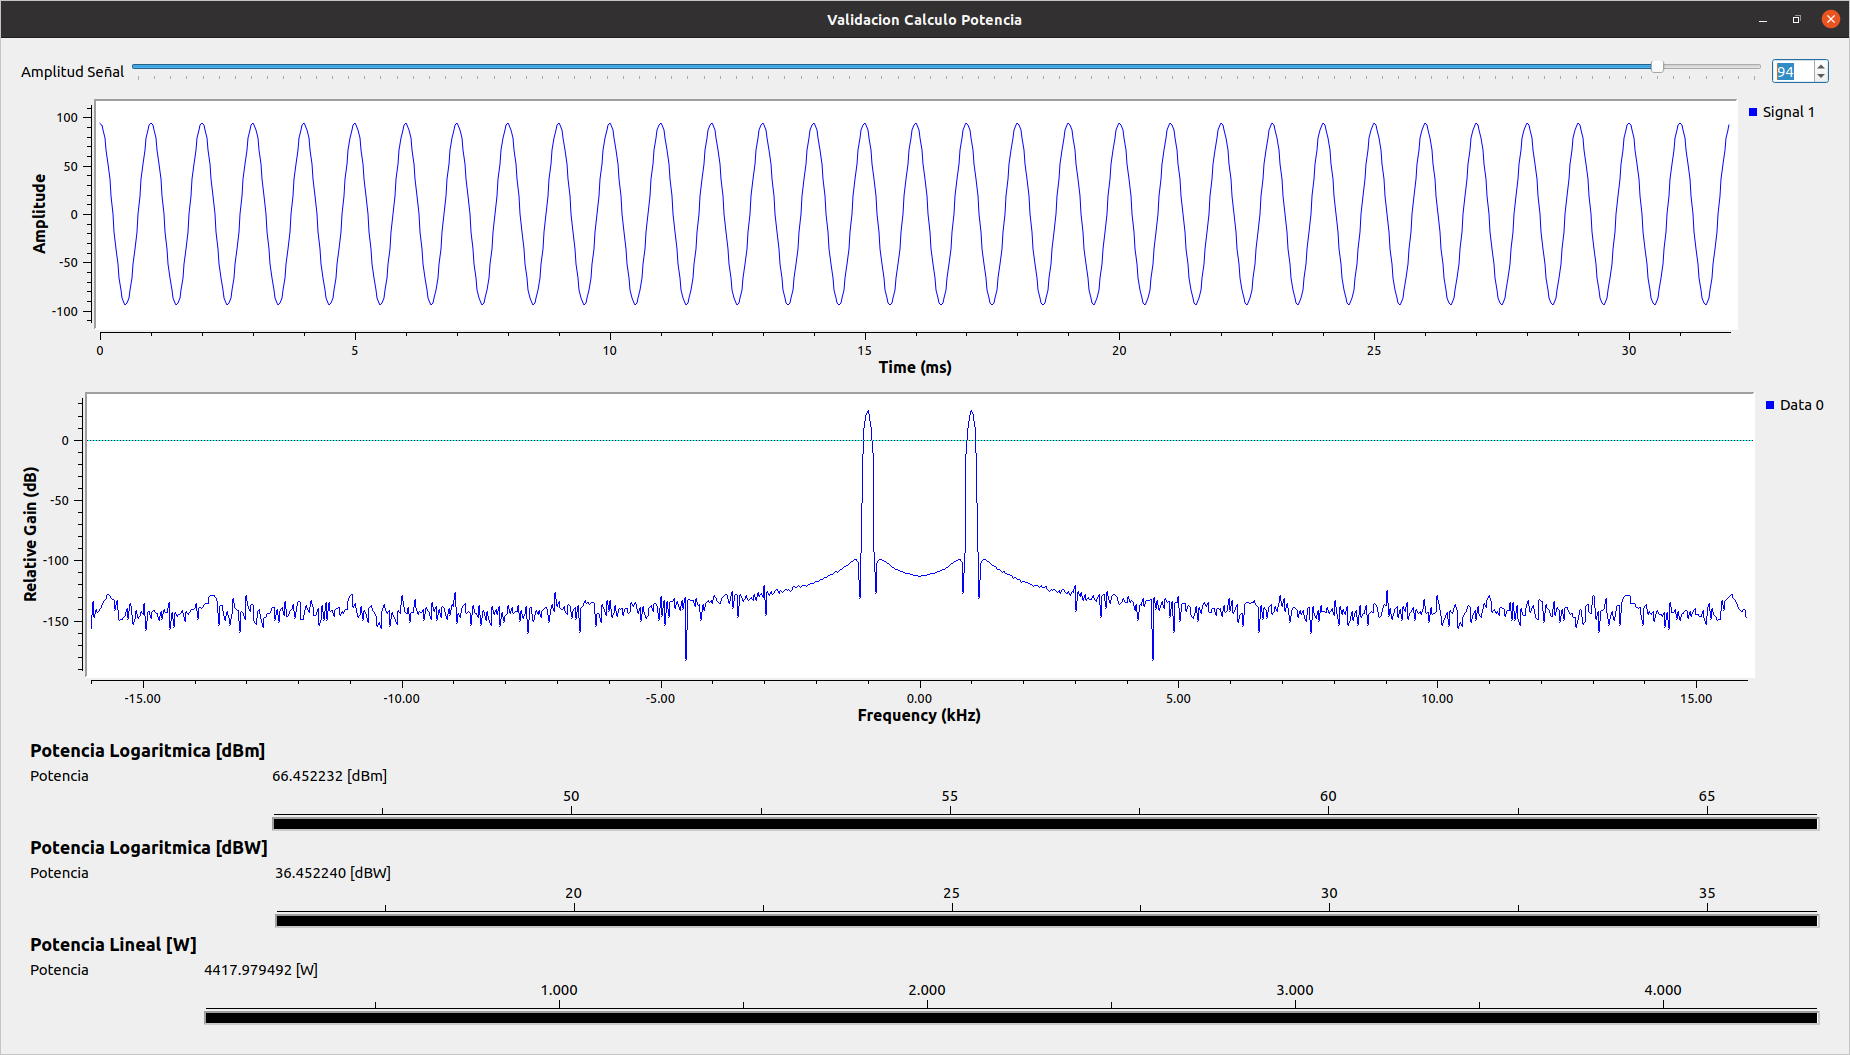 Validacion Calculo Potencia
Amplitud Señal
94
Signal 1
Amplitude
100
50
0
-50
-100
0 5 10 15 20 25 30
Time (ms)
Data 0
Relative Gain (dB)
0
-50
-100
-150
-15.00 -10.00 -5.00 0.00 5.00 10.00 15.00
Frequency (kHz)
Potencia Logaritmica [dBm]
Potencia 66.452232 [dBm]
50 55 60 65
Potencia Logaritmica [dBW]
Potencia 36.452240 [dBW]
20 25 30 35
Potencia Lineal [W]
Potencia 4417.979492 [W]
1.000 2.000 3.000 4.000